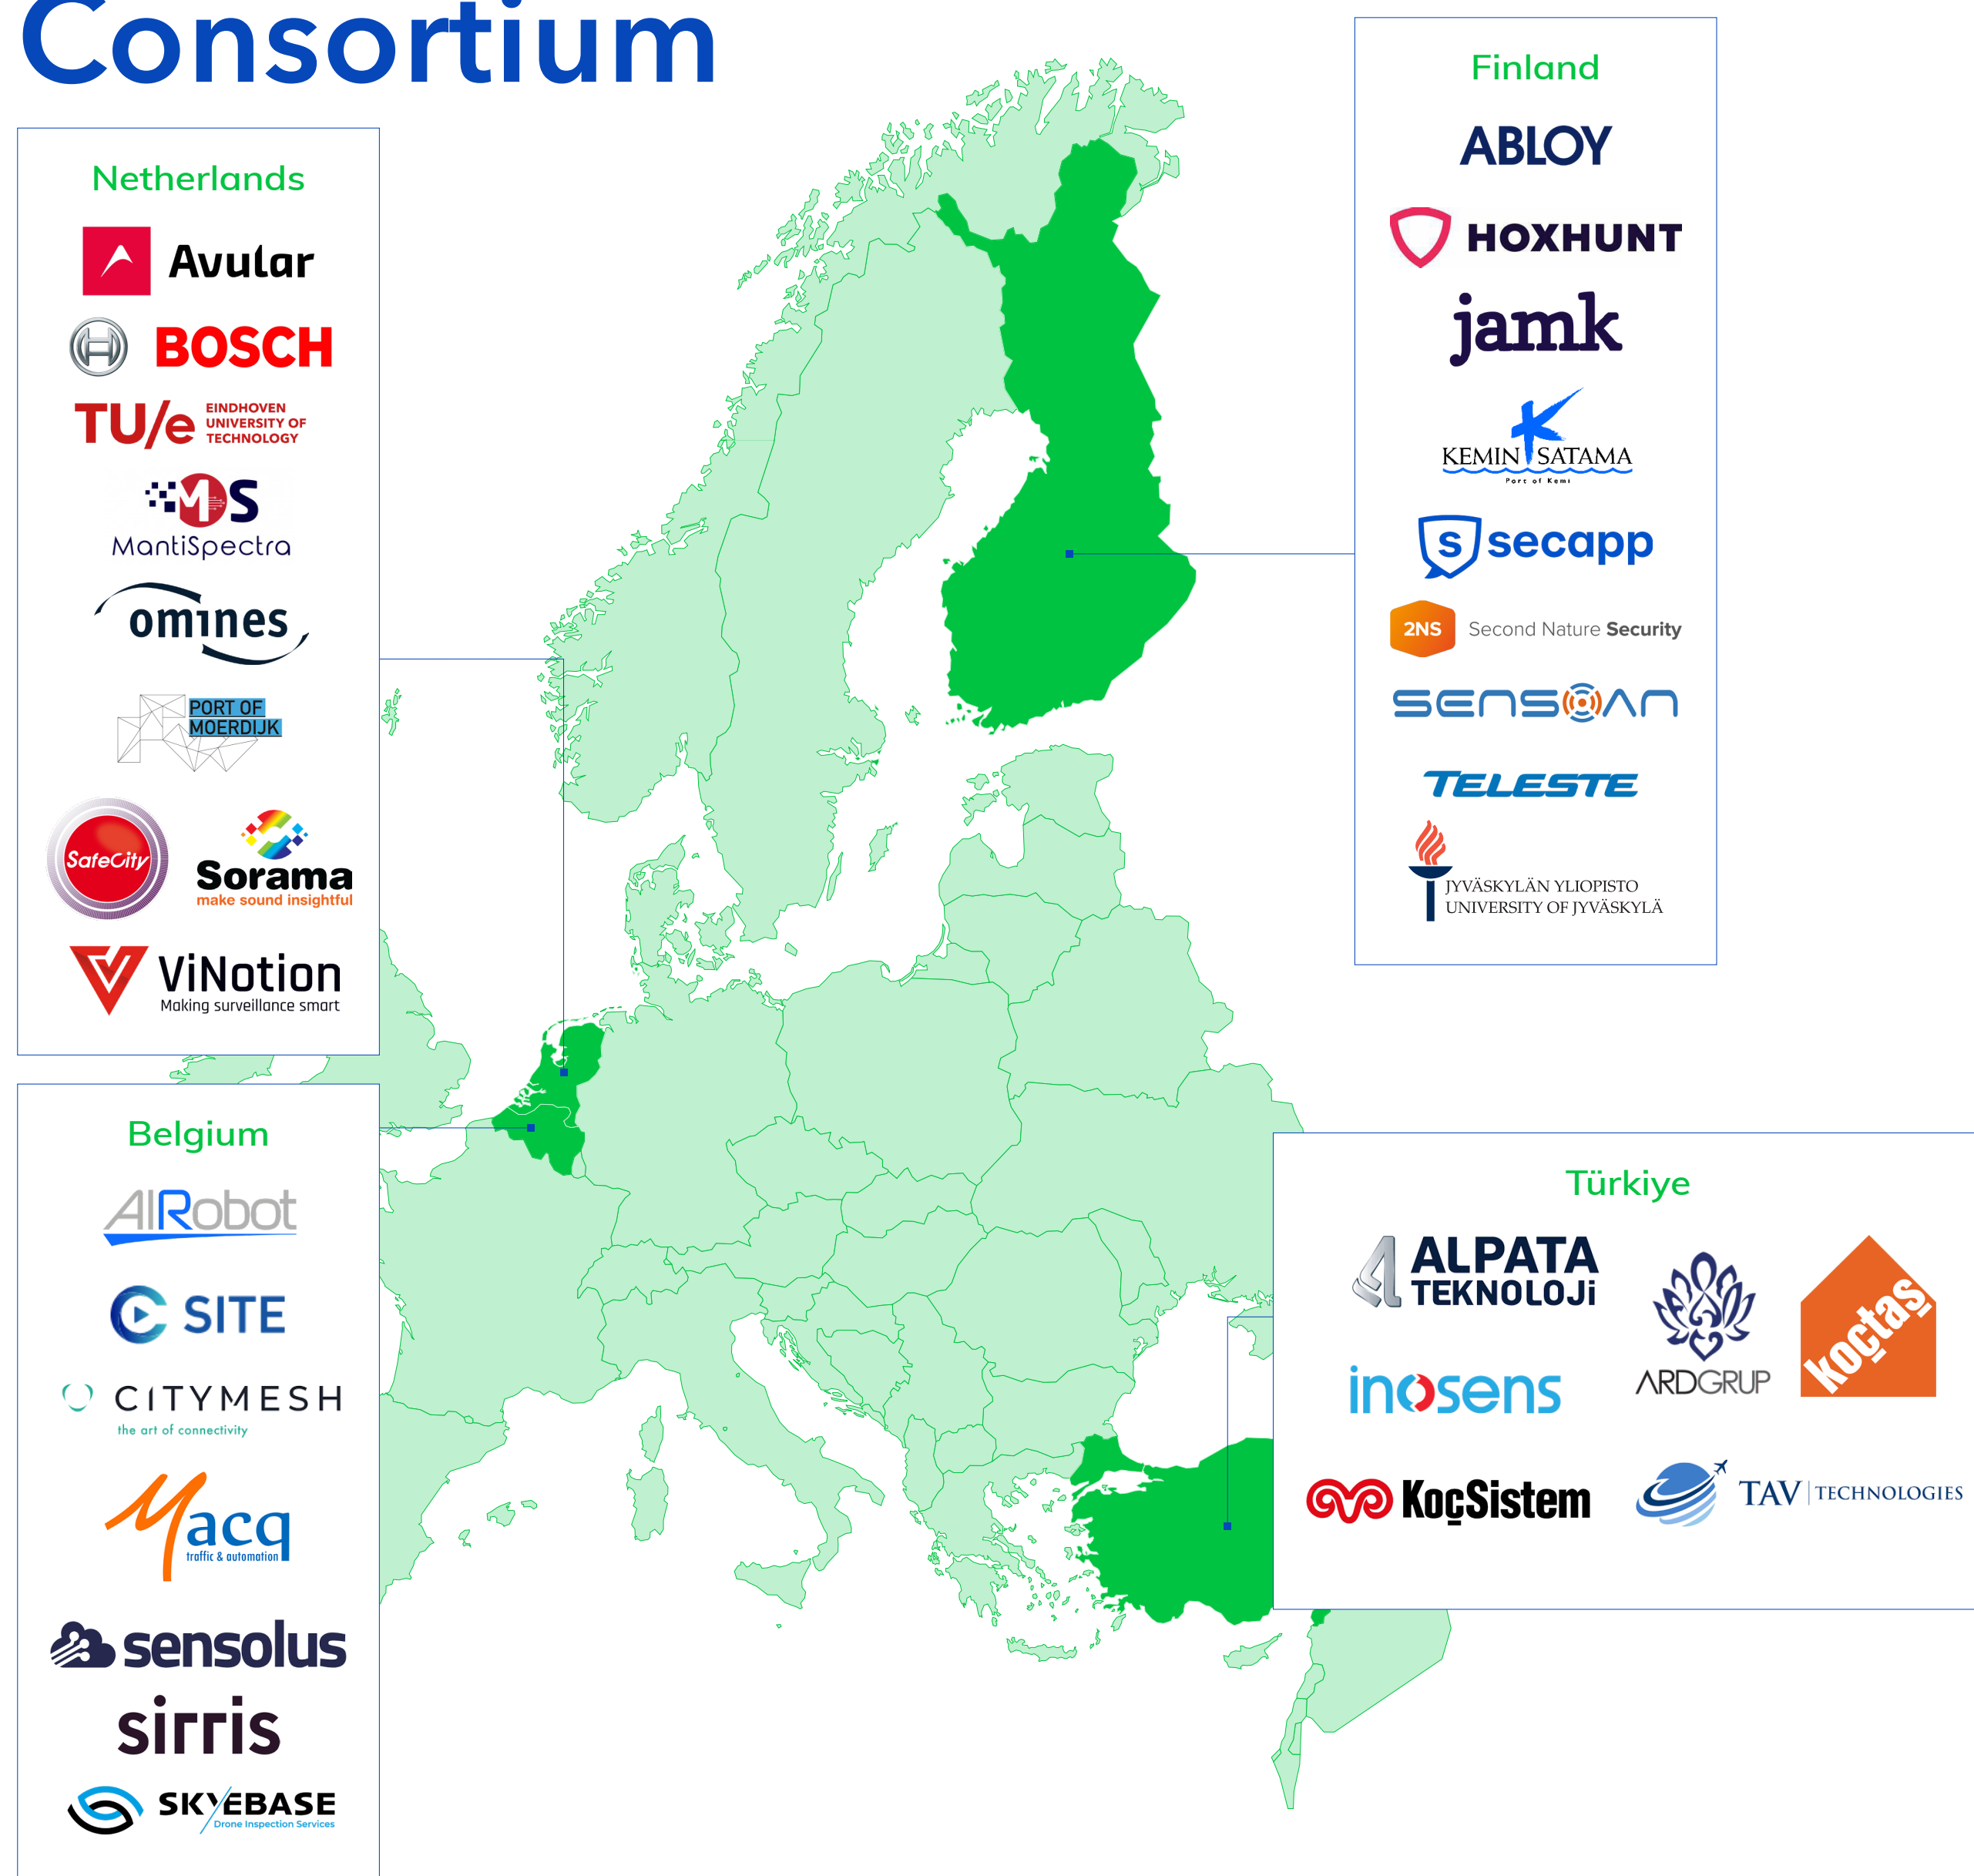 Consortium
Netherlands
Avular
BOSCH
TU/e EINDHOVEN
UNIVERSITY OF
TECHNOLOGY
MS
MantiSpectra
omines
PORT OF
MOERDIJK
SafeCity
Sorama
make sound insightful
ViNotion
Making surveillance smart
Belgium
AIRobot
SITE
CITYMESH
the art of connectivity
Macq
traffic & automation
sensolus
sirris
SKYEBASE
Drone Inspection Services
Finland
ABLOY
HOXHUNT
jamk
KEMIN SATAMA
Port of Kemi
secapp
2NS Second Nature Security
SENSOAN
TELESTE
JYVÄSKYLÄN YLIOPISTO
UNIVERSITY OF JYVÄSKYLÄ
Türkiye
ALPATA
TEKNOLOJi
ARDGRUP
koçtaş
inosens
KoçSistem
TAV | TECHNOLOGIES